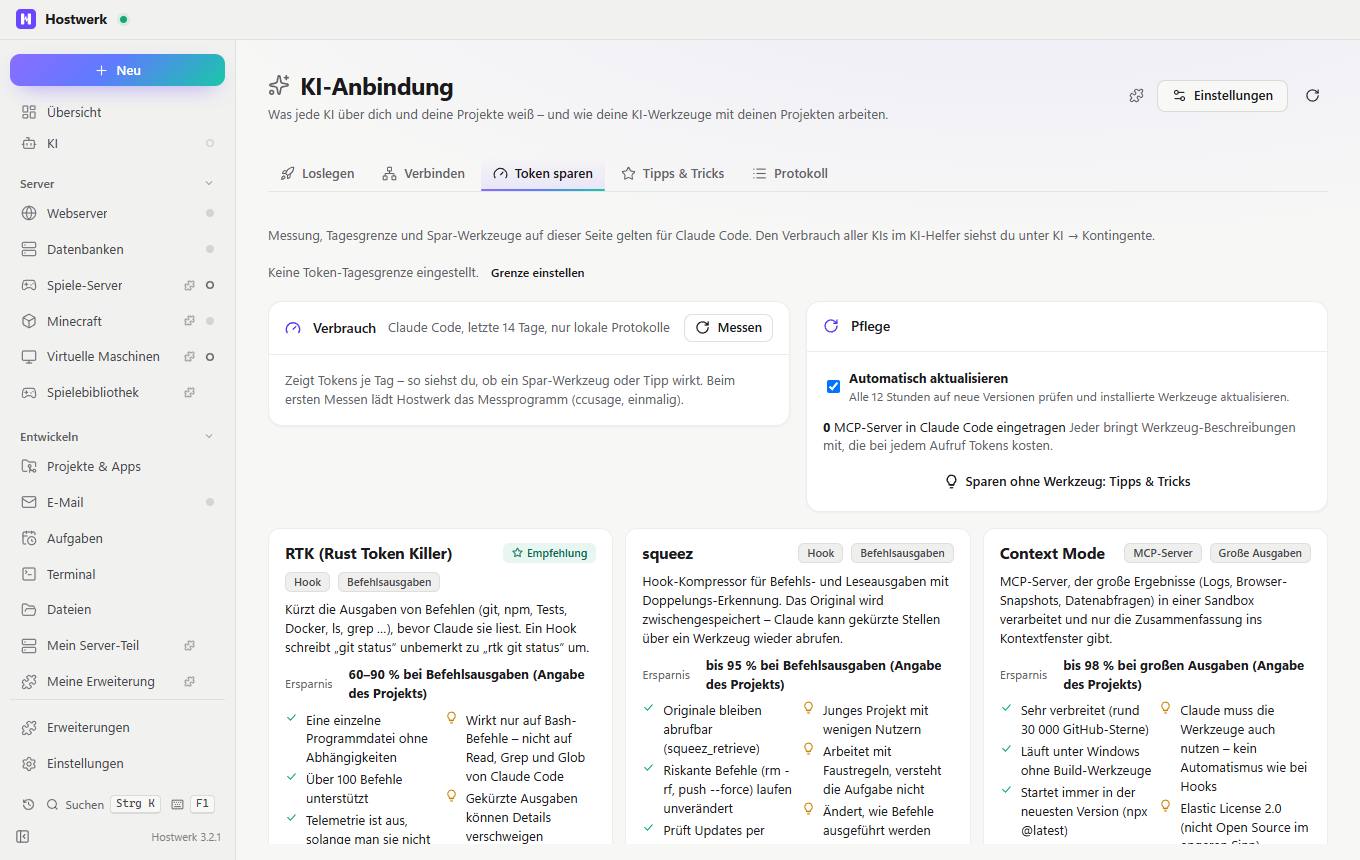 Hostwerk
Neu
Übersicht
KI
Server
Webserver
Datenbanken
Spiele-Server
Minecraft
Virtuelle Maschinen
Spielebibliothek
Entwickeln
Projekte & Apps
E-Mail
Aufgaben
Terminal
Dateien
Mein Server-Teil
Meine Erweiterung
Erweiterungen
Einstellungen
Suchen Strg K F1
Hostwerk 3.2.1
KI-Anbindung
Was jede KI über dich und deine Projekte weiß – und wie deine KI-Werkzeuge mit deinen Projekten arbeiten.
Einstellungen
Loslegen Verbinden Token sparen Tipps & Tricks Protokoll
Messung, Tagesgrenze und Spar-Werkzeuge auf dieser Seite gelten für Claude Code. Den Verbrauch aller KIs im KI-Helfer siehst du unter KI → Kontingente.
Keine Token-Tagesgrenze eingestellt. Grenze einstellen
Verbrauch Claude Code, letzte 14 Tage, nur lokale Protokolle Messen
Zeigt Tokens je Tag – so siehst du, ob ein Spar-Werkzeug oder Tipp wirkt. Beim
ersten Messen lädt Hostwerk das Messprogramm (ccusage, einmalig).
Pflege
Automatisch aktualisieren
Alle 12 Stunden auf neue Versionen prüfen und installierte Werkzeuge aktualisieren.
0 MCP-Server in Claude Code eingetragen Jeder bringt Werkzeug-Beschreibungen
mit, die bei jedem Aufruf Tokens kosten.
Sparen ohne Werkzeug: Tipps & Tricks
RTK (Rust Token Killer) Empfehlung
Hook Befehlsausgaben
Kürzt die Ausgaben von Befehlen (git, npm, Tests,
Docker, ls, grep …), bevor Claude sie liest. Ein Hook
schreibt „git status“ unbemerkt zu „rtk git status“ um.
Ersparnis 60–90 % bei Befehlsausgaben (Angabe
des Projekts)
Eine einzelne
Programmdatei ohne
Abhängigkeiten
Über 100 Befehle
unterstützt
Telemetrie ist aus,
solange man sie nicht
Wirkt nur auf Bash-
Befehle – nicht auf
Read, Grep und Glob
von Claude Code
Gekürzte Ausgaben
können Details
verschweigen
squeez Hook Befehlsausgaben
Hook-Kompressor für Befehls- und Leseausgaben mit
Doppelungs-Erkennung. Das Original wird
zwischengespeichert – Claude kann gekürzte Stellen
über ein Werkzeug wieder abrufen.
Ersparnis bis 95 % bei Befehlsausgaben (Angabe
des Projekts)
Originale bleiben
abrufbar
(squeez_retrieve)
Riskante Befehle (rm -
rf, push --force) laufen
unverändert
Prüft Updates per
Junges Projekt mit
wenigen Nutzern
Arbeitet mit
Faustregeln, versteht
die Aufgabe nicht
Ändert, wie Befehle
ausgeführt werden
Context Mode MCP-Server Große Ausgaben
MCP-Server, der große Ergebnisse (Logs, Browser-
Snapshots, Datenabfragen) in einer Sandbox
verarbeitet und nur die Zusammenfassung ins
Kontextfenster gibt.
Ersparnis bis 98 % bei großen Ausgaben (Angabe
des Projekts)
Sehr verbreitet (rund
30 000 GitHub-Sterne)
Läuft unter Windows
ohne Build-Werkzeuge
Startet immer in der
neuesten Version (npx
@latest)
Claude muss die
Werkzeuge auch
nutzen – kein
Automatismus wie bei
Hooks
Elastic License 2.0
(nicht Open Source im